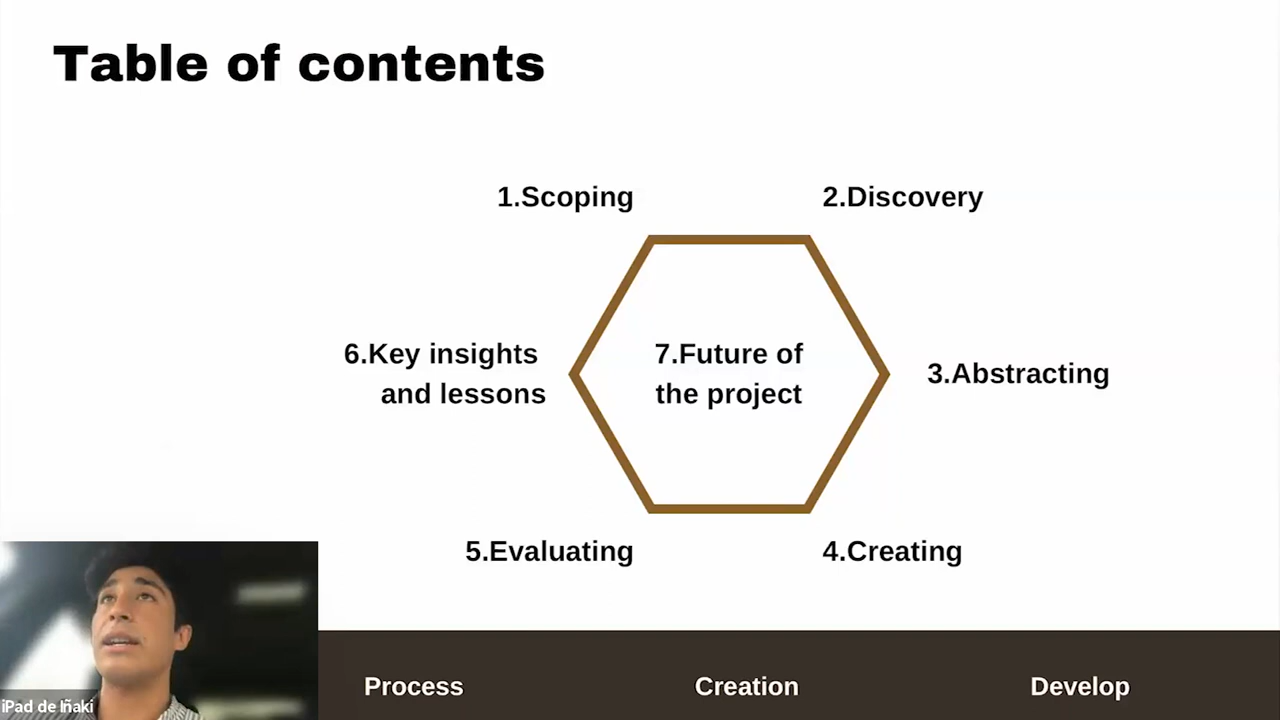 Table of contents
1.Scoping
2.Discovery
6.Key insights
and lessons
7.Future of
the project
3.Abstracting
5.Evaluating
4.Creating
iPad de Iñaki
Process
Creation
Develop